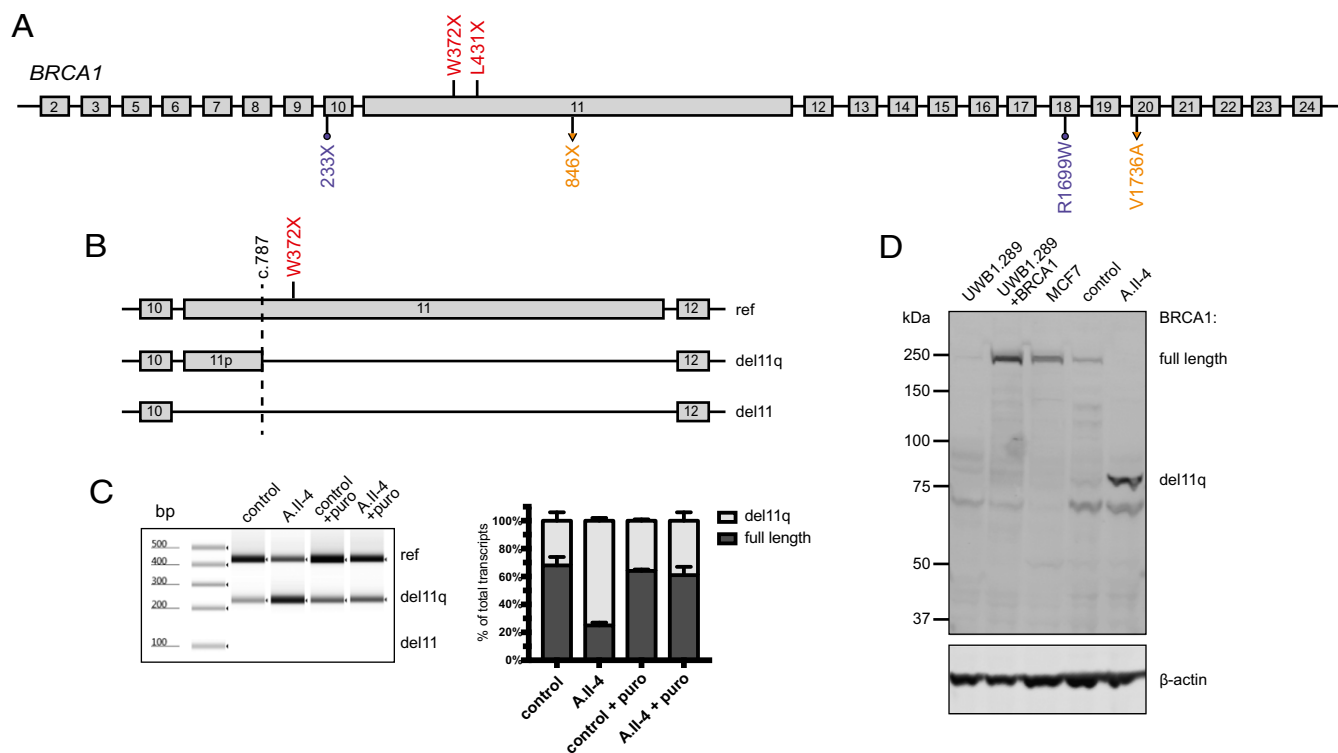 A
BRCA1
W372X
L431X
2 3 5 6 7 8 9 10 11 12 13 14 15 16 17 18 19 20 21 22 23 24
233X
846X
R1699W
V1736A
B
c.787
W372X
10 11 12 ref
10 11p 12 del11q
10 12 del11
C
bp
control
A.II-4
control
+puro
A.II-4
+puro
500
400
300
200
100
ref
del11q
del11
% of total transcripts
100%
80%
60%
40%
20%
0%
control
A.II-4
control + puro
A.II-4 + puro
del11q
full length
D
UWB1.289
UWB1.289
+BRCA1
MCF7
control
A.II-4
kDa
250
150
100
75
50
37
BRCA1:
full length
del11q
β-actin